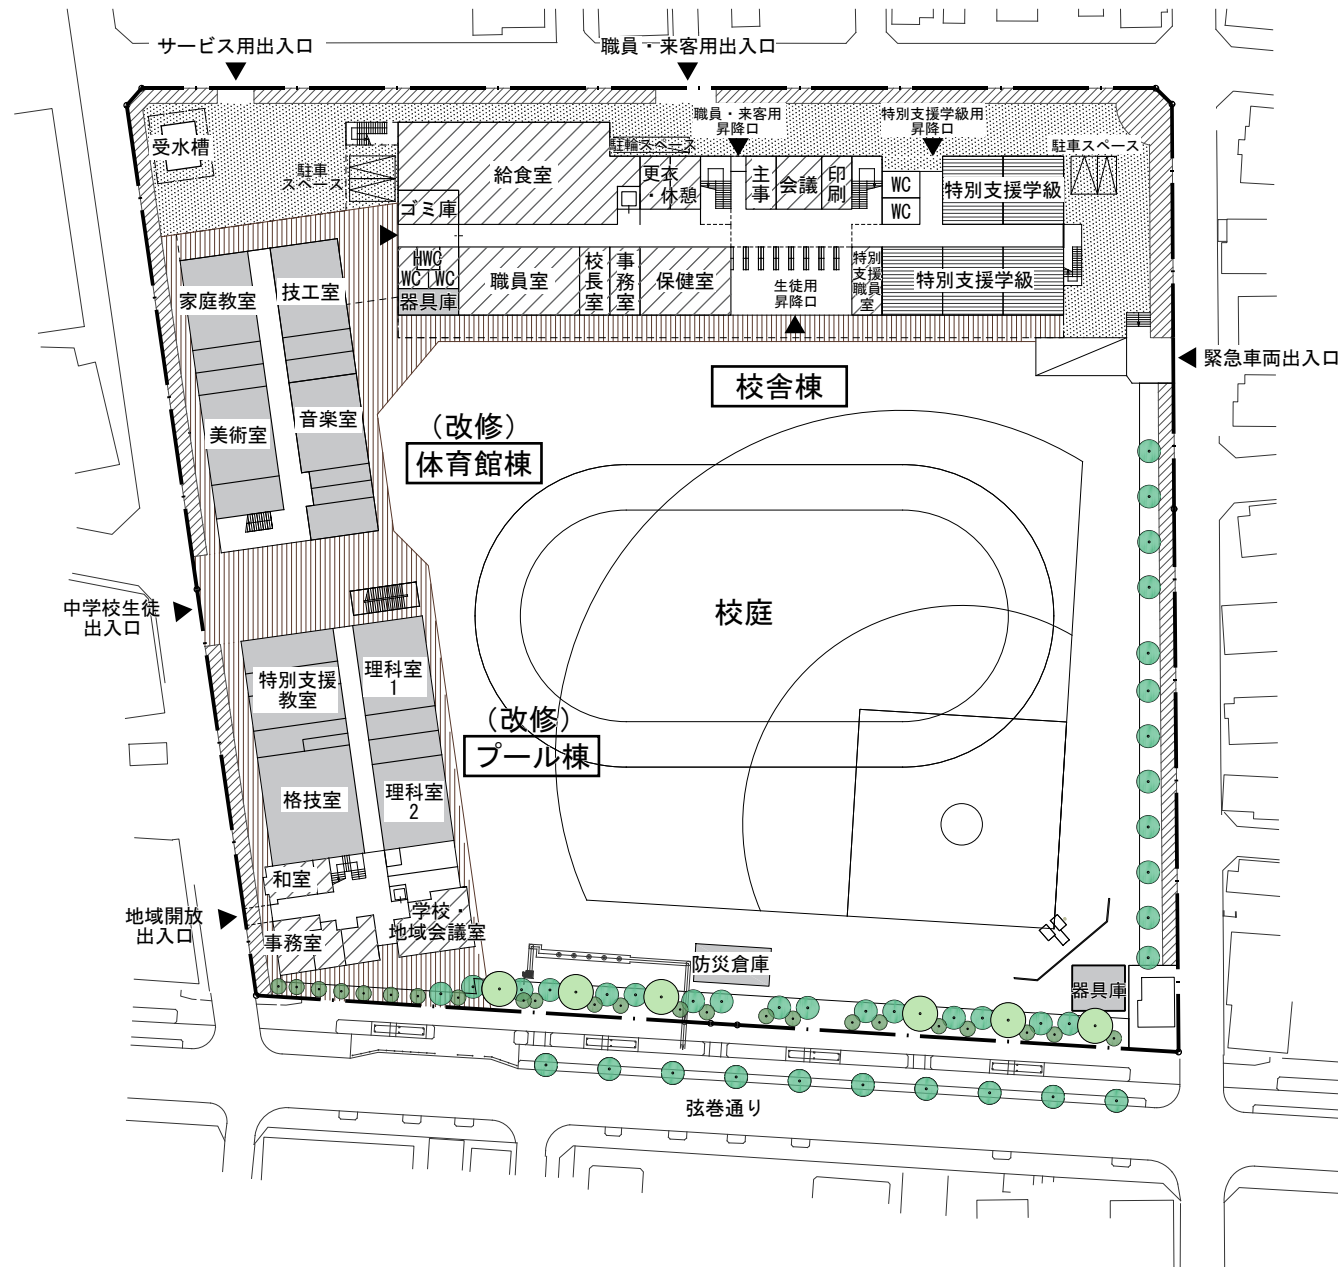 サービス用出入口
職員・来客用出入口
受水槽
駐車
スペース
給食室
駐輪スペース
職員・来客用
昇降口
特別支援学級用
昇降口
駐車スペース
更衣
・休憩
主事
会議
印刷
WC
WC
特別支援学級
ゴミ庫
HWC
WC
WC
器具庫
職員室
校長室
事務室
保健室
生徒用
昇降口
特別
支援
職員
室
特別支援学級
緊急車両出入口
家庭教室
技工室
美術室
音楽室
校舎棟
(改修)
体育館棟
校庭
中学校生徒
出入口
特別支援
教室
理科室
1
(改修)
プール棟
格技室
理科室
2
和室
地域開放
出入口
事務室
学校・
地域会議室
防災倉庫
器具庫
弦巻通り